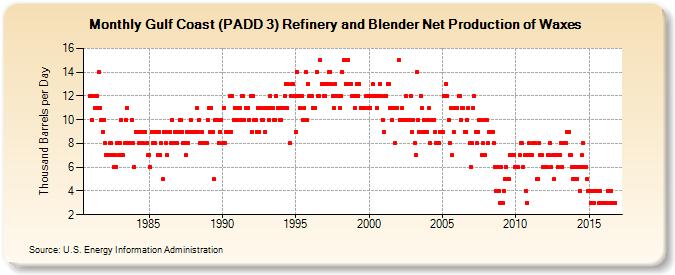 Monthly Gulf Coast (PADD 3) Refinery and Blender Net Production of Waxes
Thousand Barrels per Day
16
14
12
10
8
6
4
2
1985 1990 1995 2000 2005 2010 2015
Source: U.S. Energy Information Administration